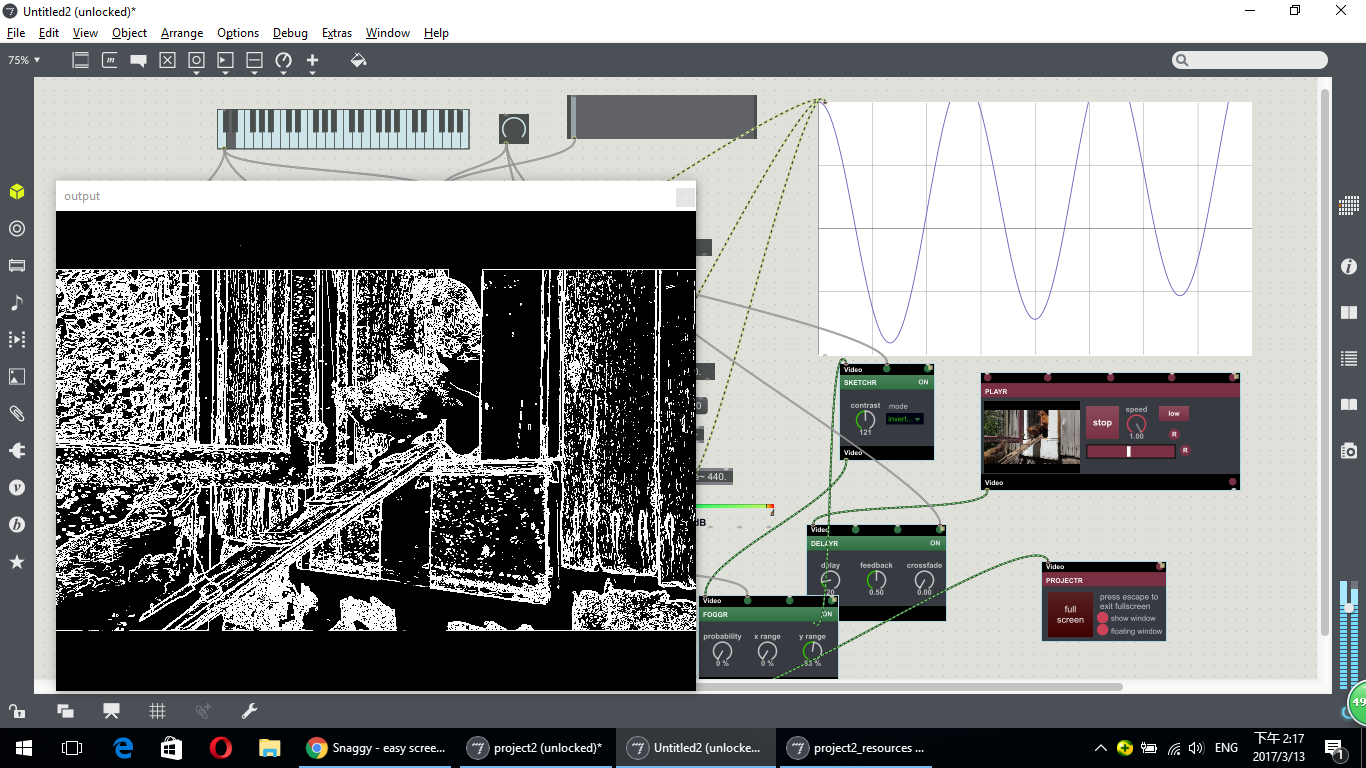 Untitled2 (unlocked)*
File Edit View Object Arrange Options Debug Extras Window Help
75%
output
Video
SKETCHR ON
contrast mode
121 invert...
Video
PLAYR
stop speed low
1.00 R
R
Video
~ 440.
dB
Video
DELAYR ON
delay feedback crossfade
0.50 0.00
Video
FOGGR ON
probability x range y range
0 % 0 % 53 %
Video
PROJECTR
full screen
press escape to
exit fullscreen
show window
floating window
49
Snaggy - easy scree... project2 (unlocked)* Untitled2 (unlocke... project2_resources ...
ENG
下午 2:17
2017/3/13
1